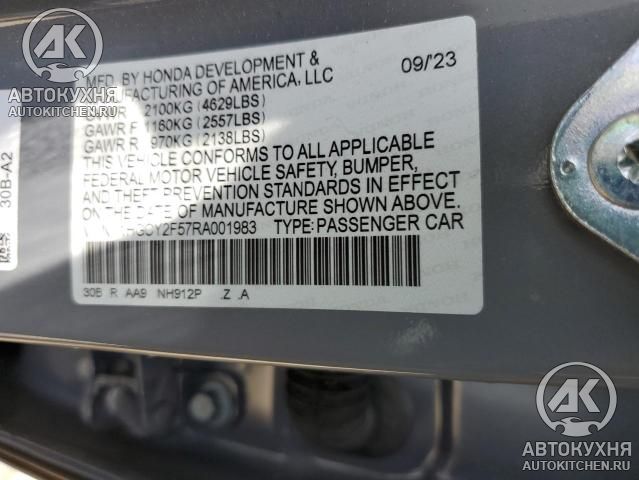 АВТОКУХНЯ
AUTOKITCHEN.RU
MFD. BY HONDA DEVELOPMENT & 09/'23
MANUFACTURING OF AMERICA, LLC
GVWR 2100KG (4629LBS)
GAWR F 1160KG (2557LBS)
GAWR R 970KG (2138LBS)
THIS VEHICLE CONFORMS TO ALL APPLICABLE
FEDERAL MOTOR VEHICLE SAFETY, BUMPER,
AND THEFT PREVENTION STANDARDS IN EFFECT
ON THE DATE OF MANUFACTURE SHOWN ABOVE.
TYPE:PASSENGER CAR
30B R AA9 NH912P .Z .A
30B-A2
АВТОКУХНЯ
AUTOKITCHEN.RU